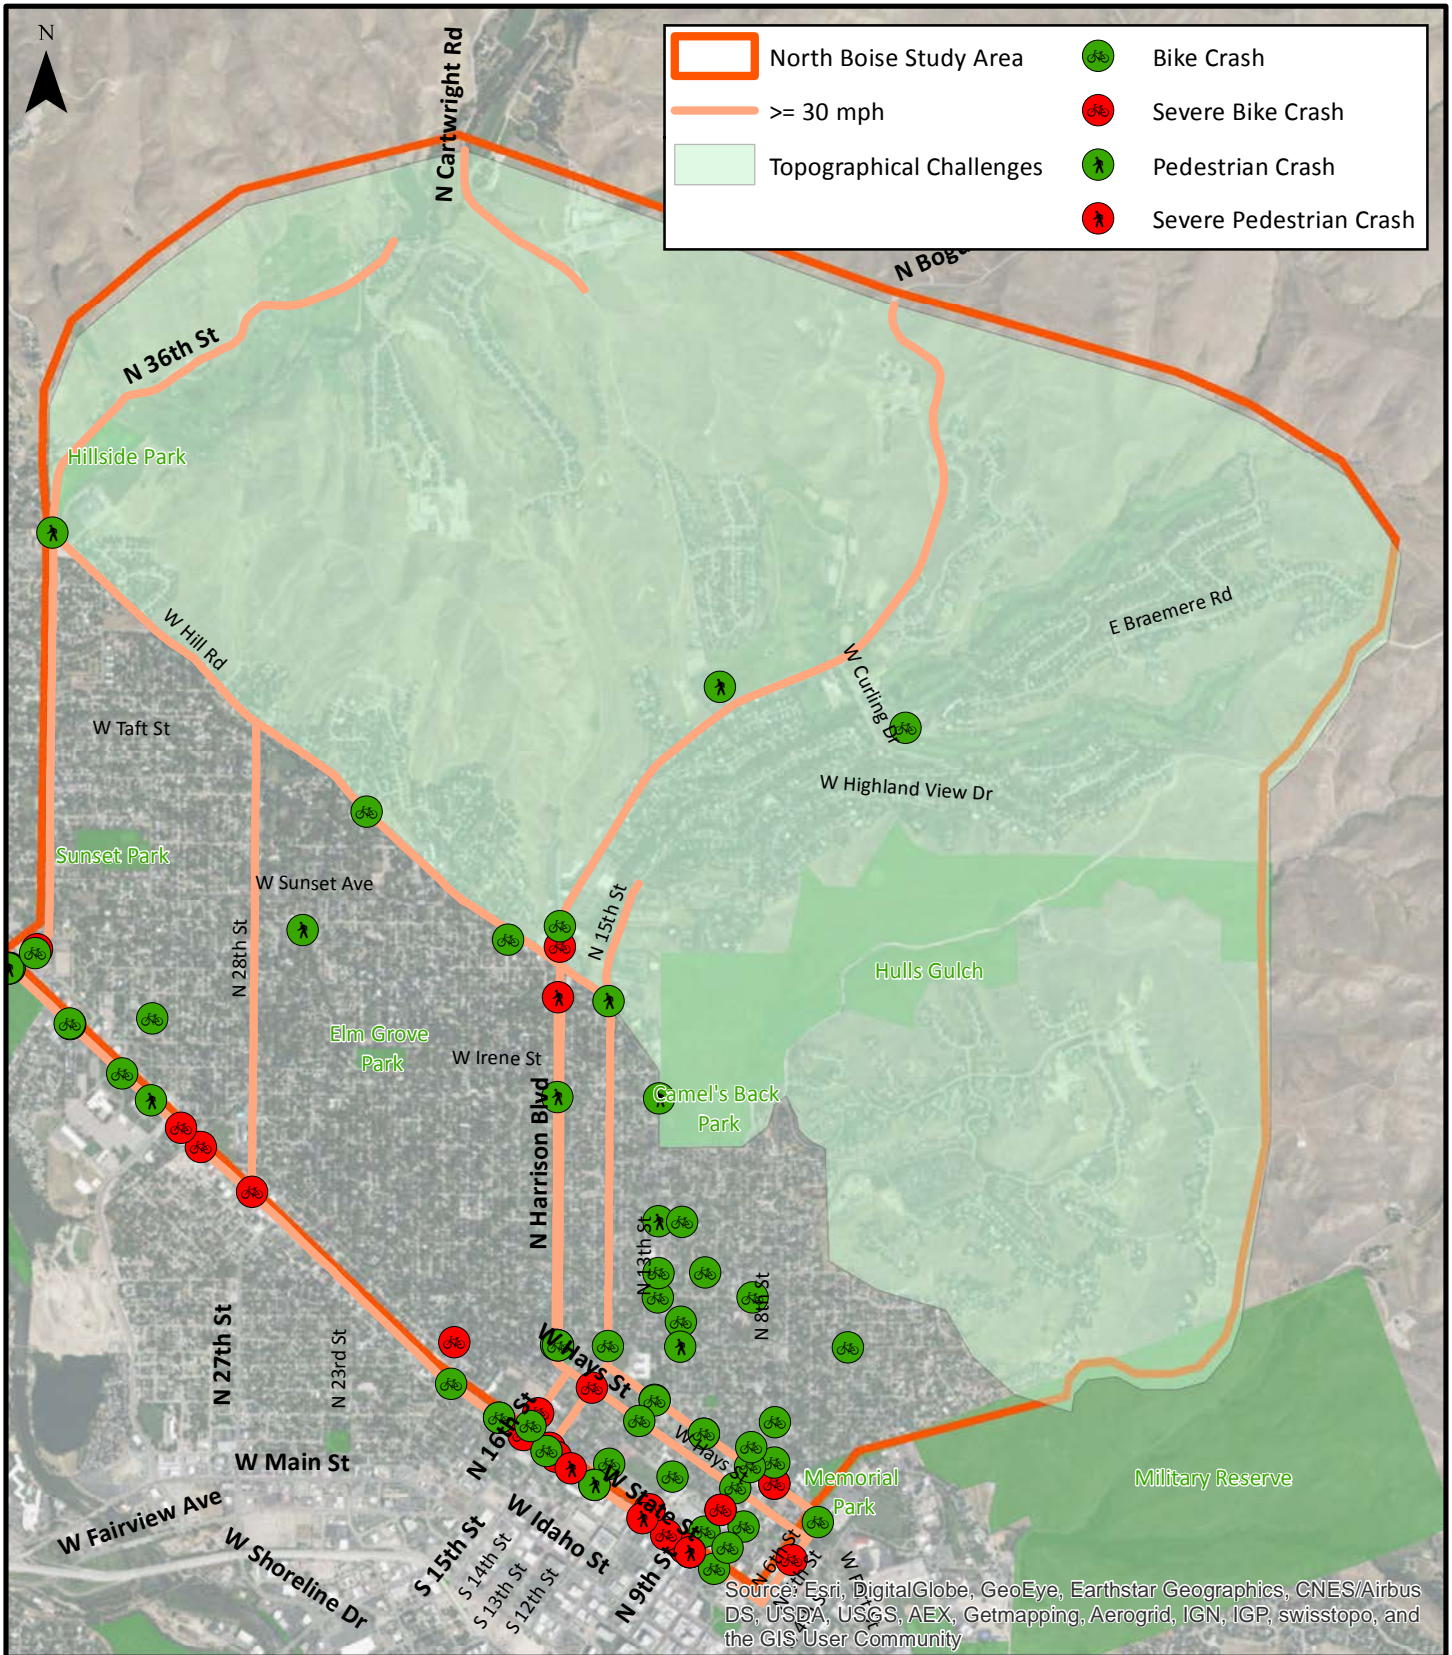 N
North Boise Study Area
>= 30 mph
Topographical Challenges
Bike Crash
Severe Bike Crash
Pedestrian Crash
Severe Pedestrian Crash
N Cartwright Rd
N 36th St
Hillside Park
W Hill Rd
W Taft St
E Braemere Rd
W Curling Dr
W Highland View Dr
Sunset Park
W Sunset Ave
N 28th St
N 15th St
Hulls Gulch
Elm Grove
Park
W Irene St
N Harrison Blvd
Camel's Back
Park
N 13th St
N 8th St
N 27th St
N 23rd St
W Hays St
N 16th St
W Hays St
W Main St
W Fairview Ave
W Shoreline Dr
S 15th St
S 14th St
S 13th St
S 12th St
W Idaho St
W State St
N 9th St
N 6th St
Memorial
Park
Military Reserve
Source: Esri, DigitalGlobe, GeoEye, Earthstar Geographics, CNES/Airbus
DS, USDA, USGS, AEX, Getmapping, Aerogrid, IGN, IGP, swisstopo, and
the GIS User Community